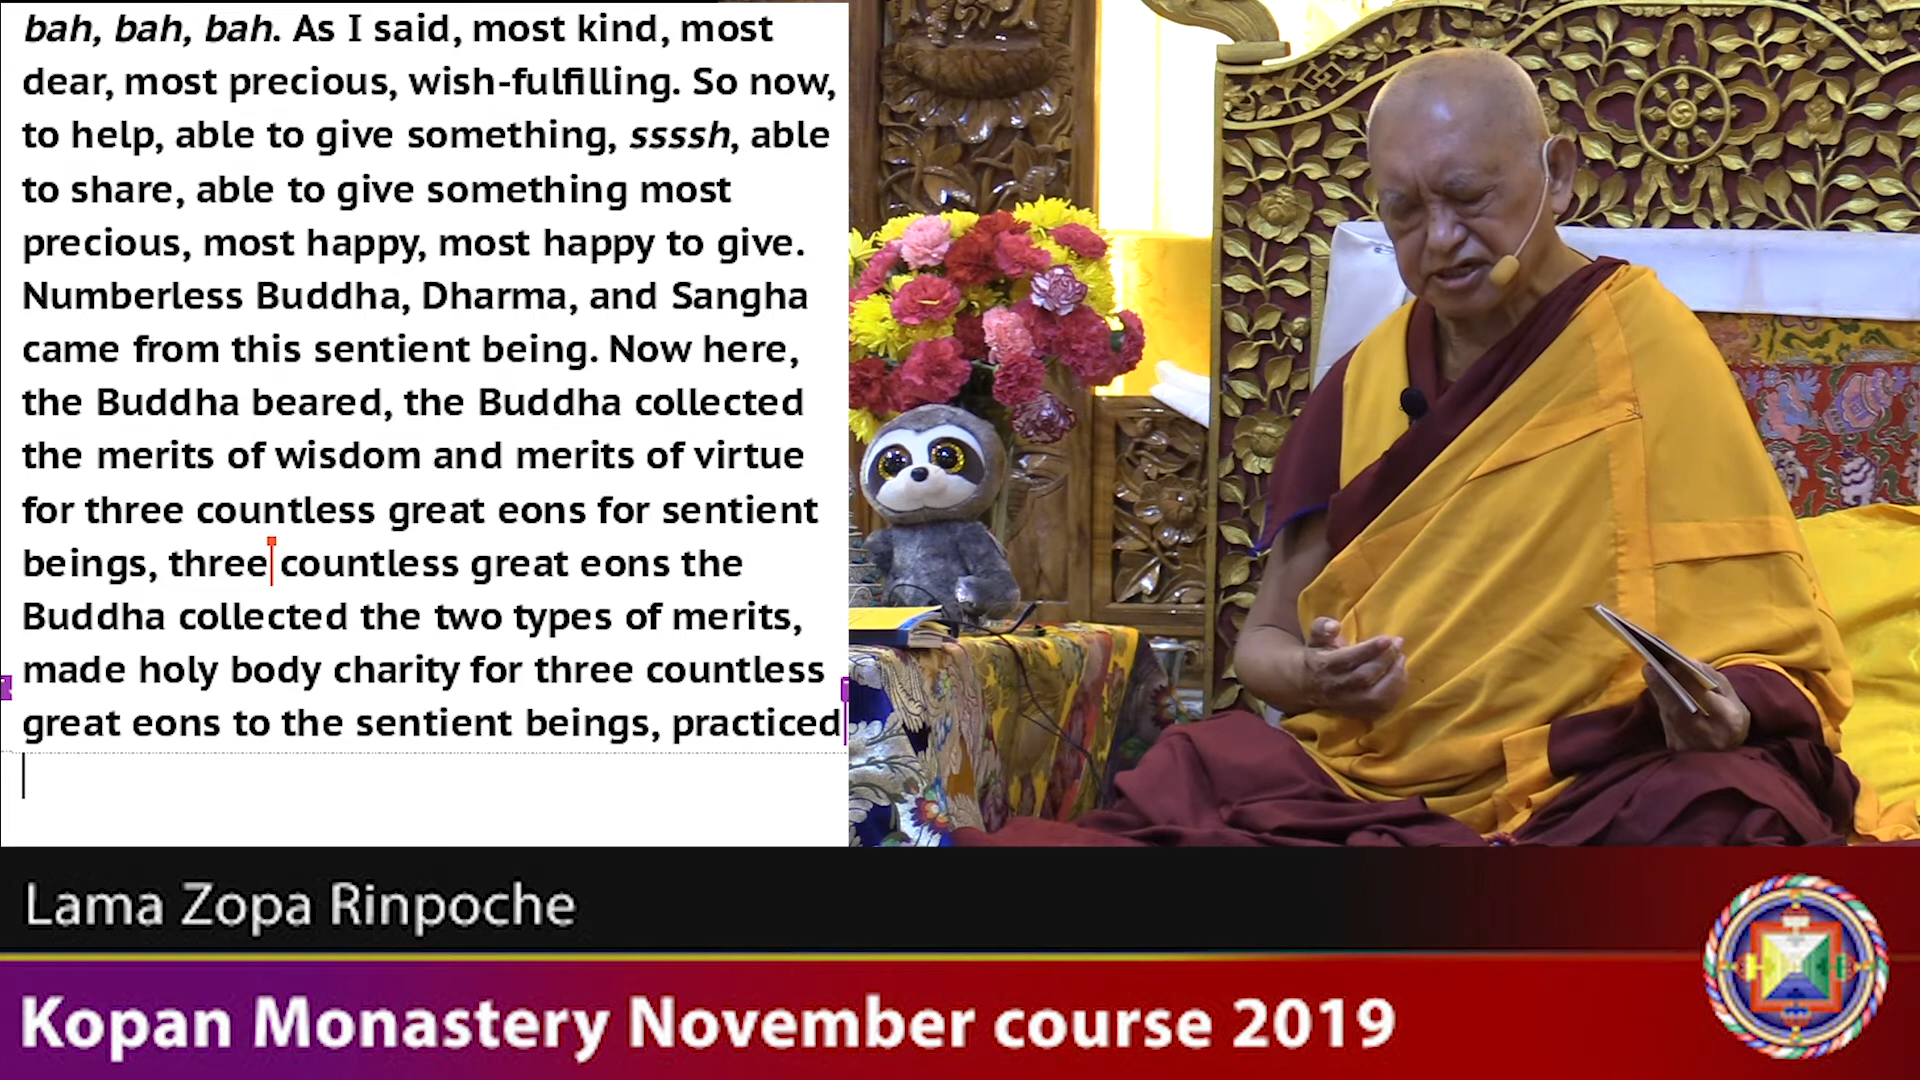 bah, bah, bah. As I said, most kind, most
dear, most precious, wish-fulfilling. So now,
to help, able to give something, ssssh, able
to share, able to give something most
precious, most happy, most happy to give.
Numberless Buddha, Dharma, and Sangha
came from this sentient being. Now here,
the Buddha beared, the Buddha collected
the merits of wisdom and merits of virtue
for three countless great eons for sentient
beings, three countless great eons the
Buddha collected the two types of merits,
made holy body charity for three countless
great eons to the sentient beings, practiced
Lama Zopa Rinpoche
Kopan Monastery November course 2019